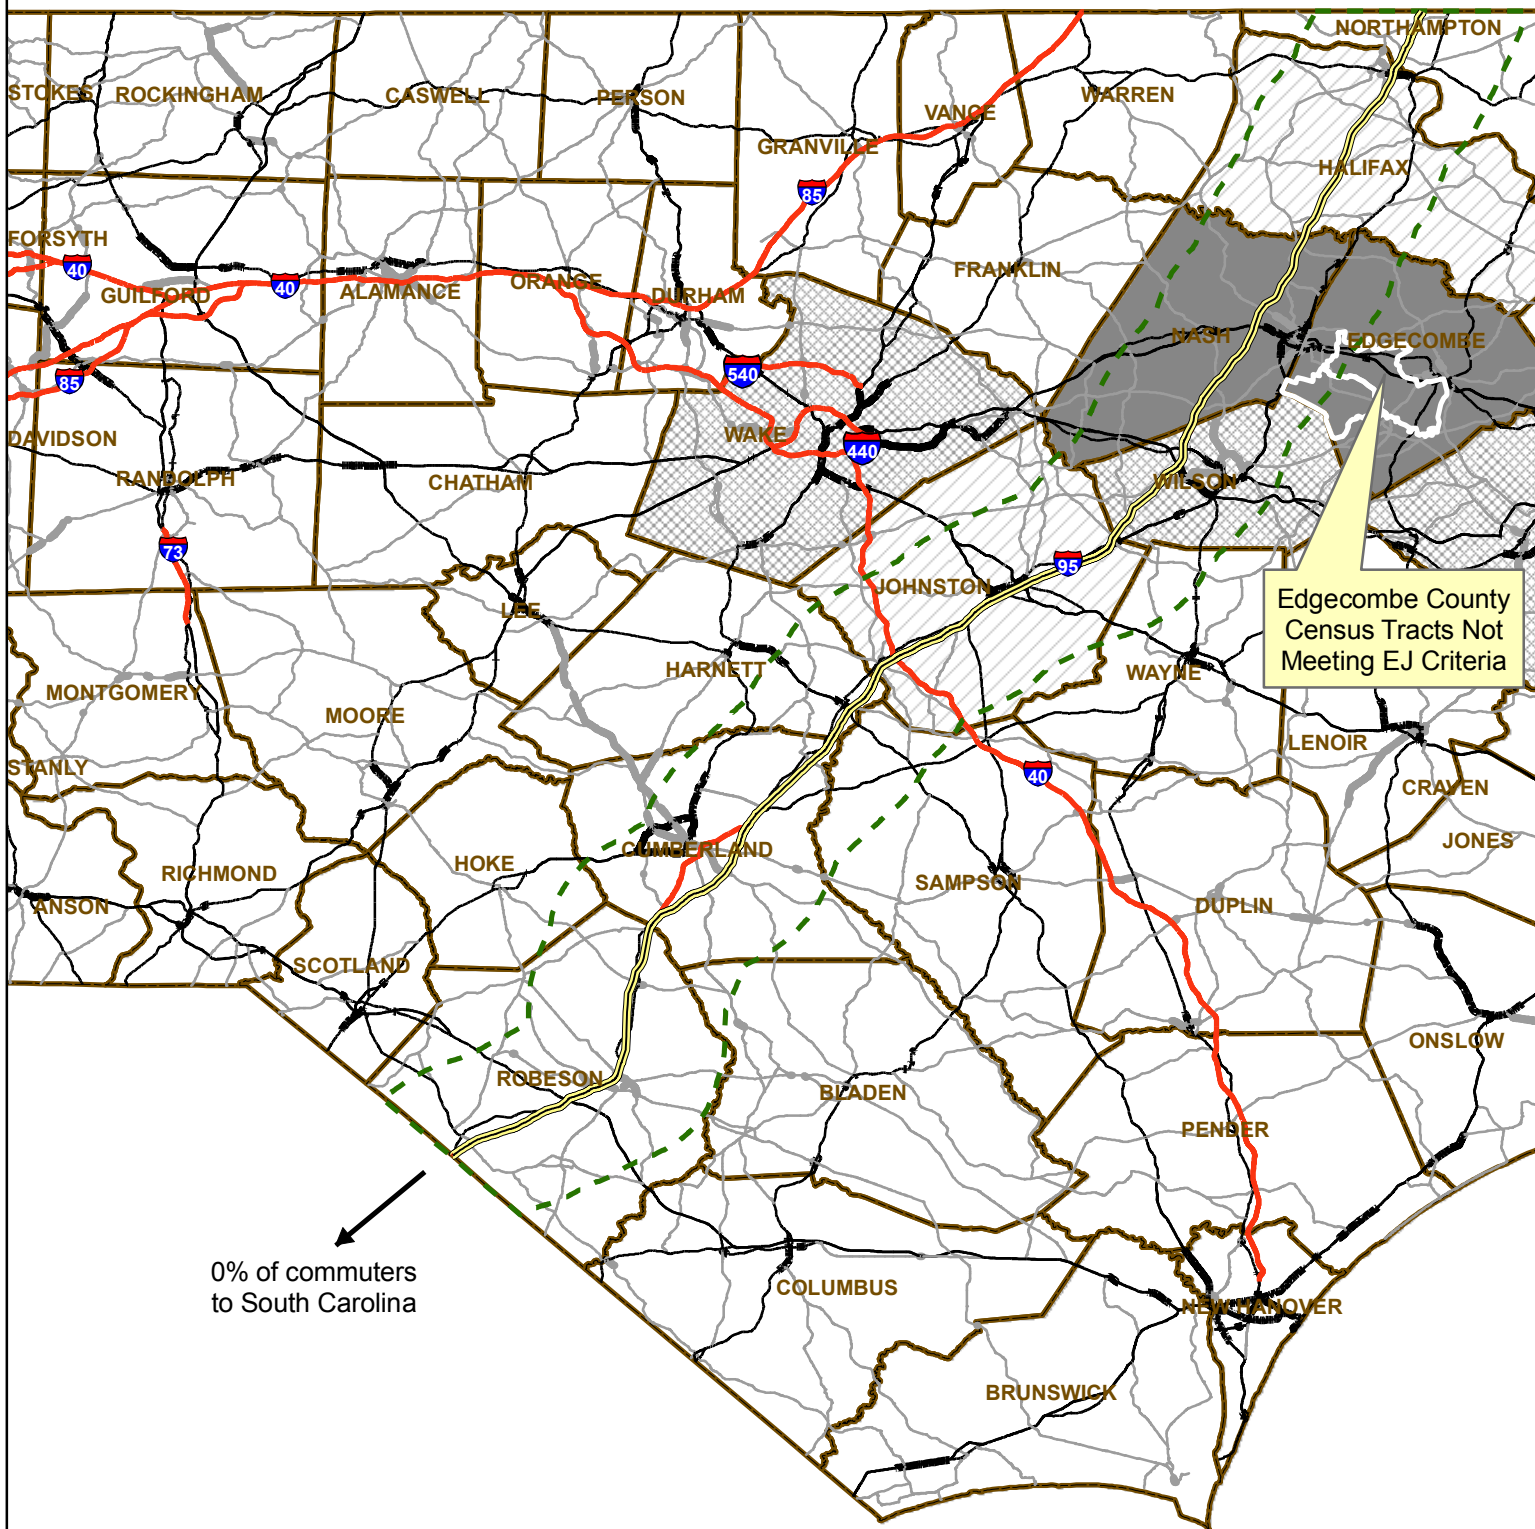 NORTHAMPTON
STOKES
ROCKINGHAM
CASWELL
PERSON
VANCE
WARREN
GRANVILLE
HALIFAX
85
FORSYTH
40
GUILFORD
40
ALAMANCE
ORANGE
DURHAM
FRANKLIN
NASH
EDGECOMBE
540
85
DAVIDSON
WAKE
440
RANDOLPH
CHATHAM
WILSON
73
95
JOHNSTON
LEE
Edgecombe County
Census Tracts Not
Meeting EJ Criteria
HARNETT
WAYNE
MONTGOMERY
MOORE
LENOIR
STANLY
40
CRAVEN
JONES
CUMBERLAND
HOKE
RICHMOND
SAMPSON
ANSON
DUPLIN
SCOTLAND
ONSLOW
ROBESON
BLADEN
PENDER
0% of commuters
to South Carolina
COLUMBUS
NEW HANOVER
BRUNSWICK